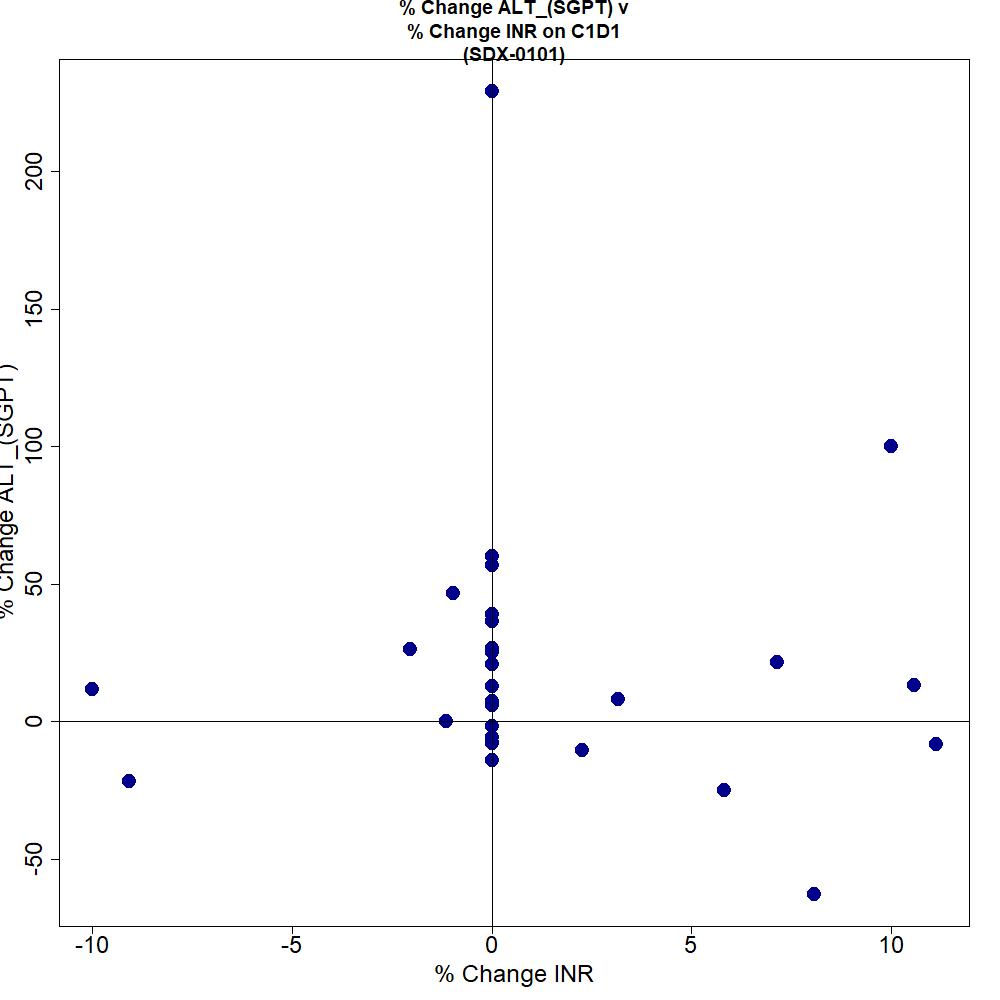 % Change ALT_(SGPT) v
% Change INR on C1D1
(SDX-0101)
% Change ALT_(SGPT)
200
150
100
50
0
-50
-10
-5
0
5
10
% Change INR